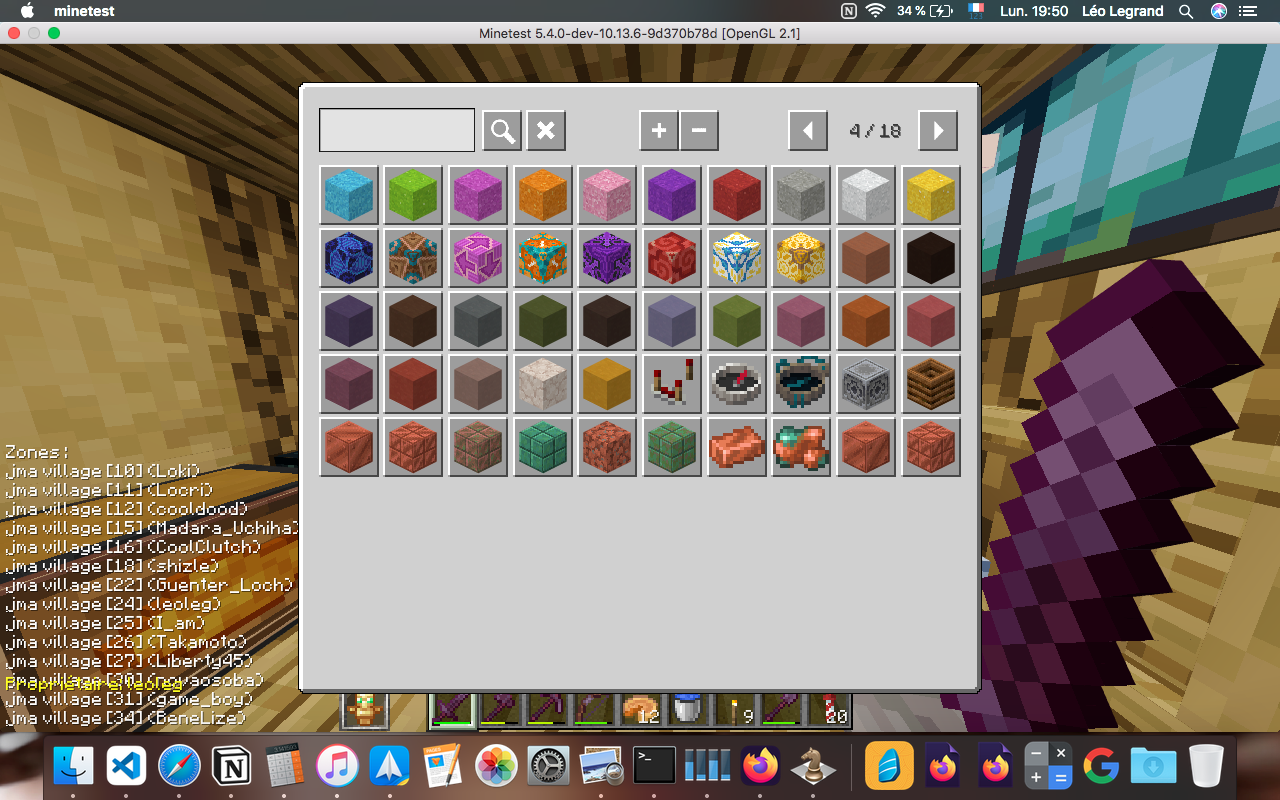 minetest
34 %
123
Lun. 19:50
Léo Legrand
Minetest 5.4.0-dev-10.13.6-9d370b78d [OpenGL 2.1]
4 / 18
Zones :
jma village [10] (Loki)
jma village [11] (Locri)
jma village [12] (cooldood)
jma village [15] (Madara_Uchiha)
jma village [16] (CoolClutch)
jma village [18] (shizle)
jma village [22] (Guenter_Loch)
jma village [24] (leoleg)
jma village [25] (I_am)
jma village [26] (Takamoto)
jma village [27] (Liberty45)
jma village [31] (game_boy)
jma village [34] (BeneLize)
12
9
20